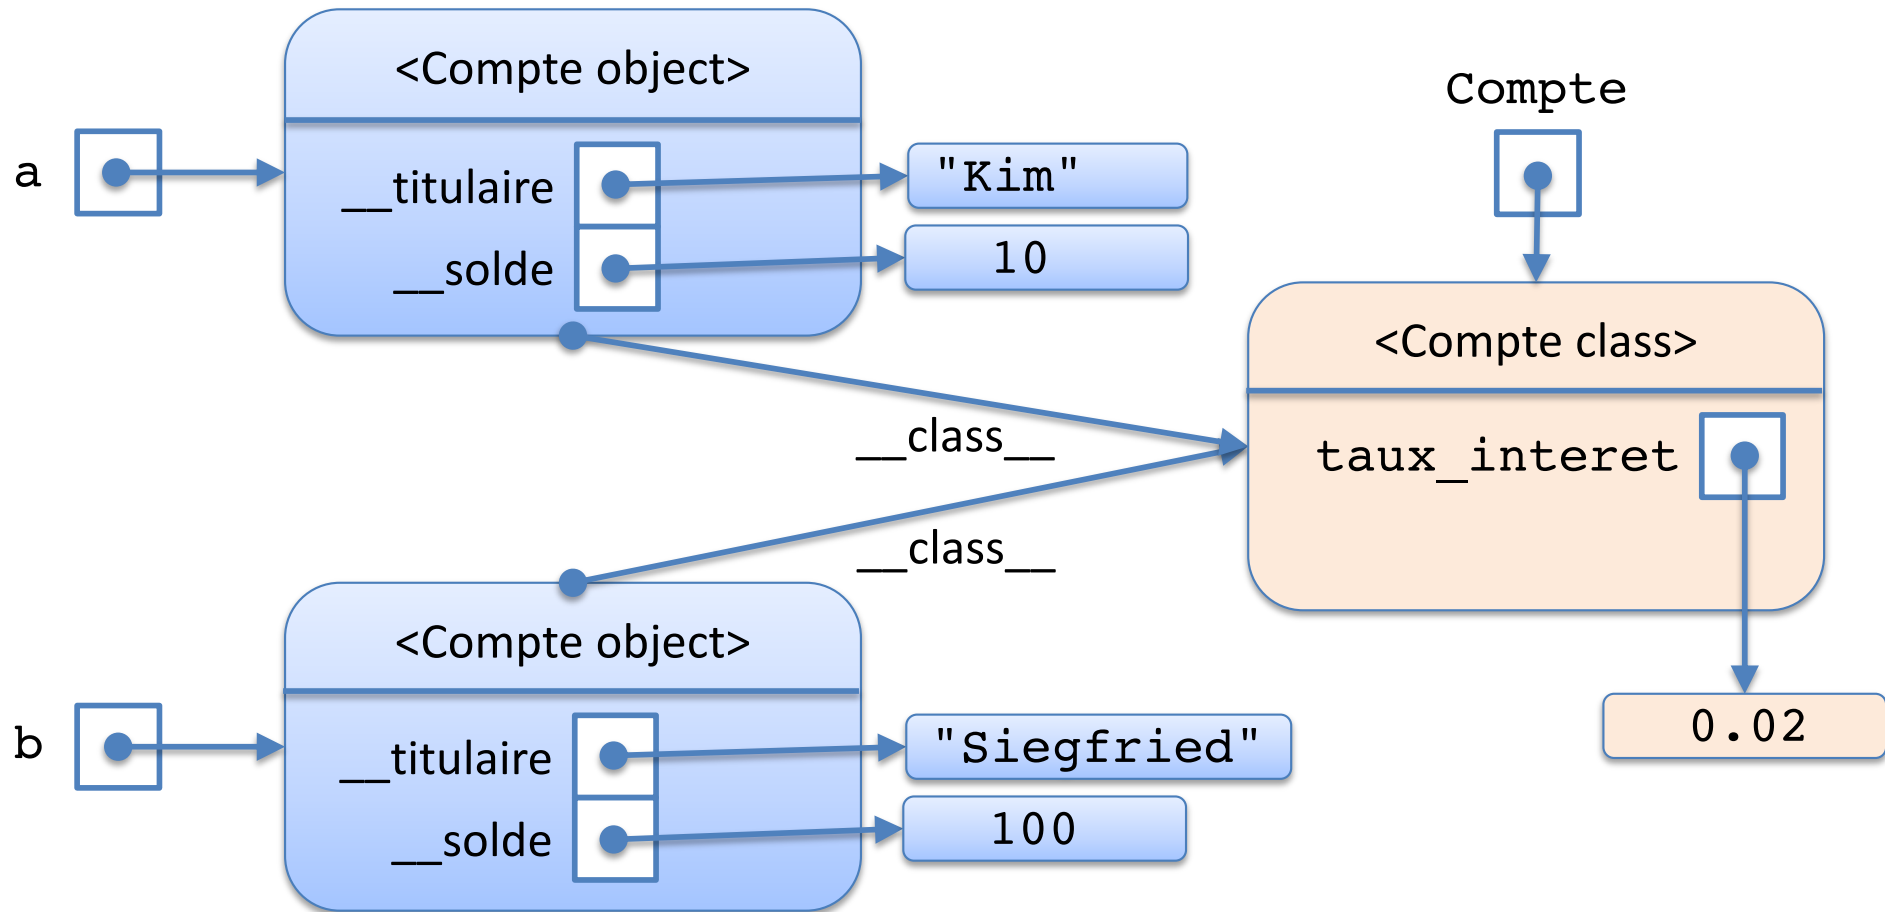 <Compte object>
a
__titulaire
"Kim"
__solde
10
Compte
<Compte class>
taux_interet
0.02
__class__
__class__
<Compte object>
b
__titulaire
"Siegfried"
__solde
100